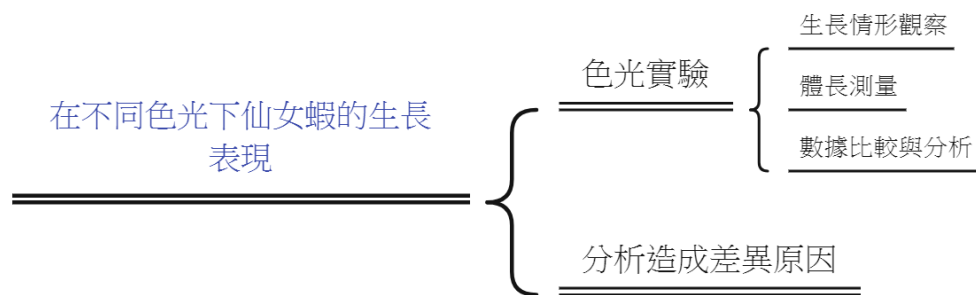 在不同色光下仙女蝦的生長
表現
色光實驗
生長情形觀察
體長測量
數據比較與分析
分析造成差異原因